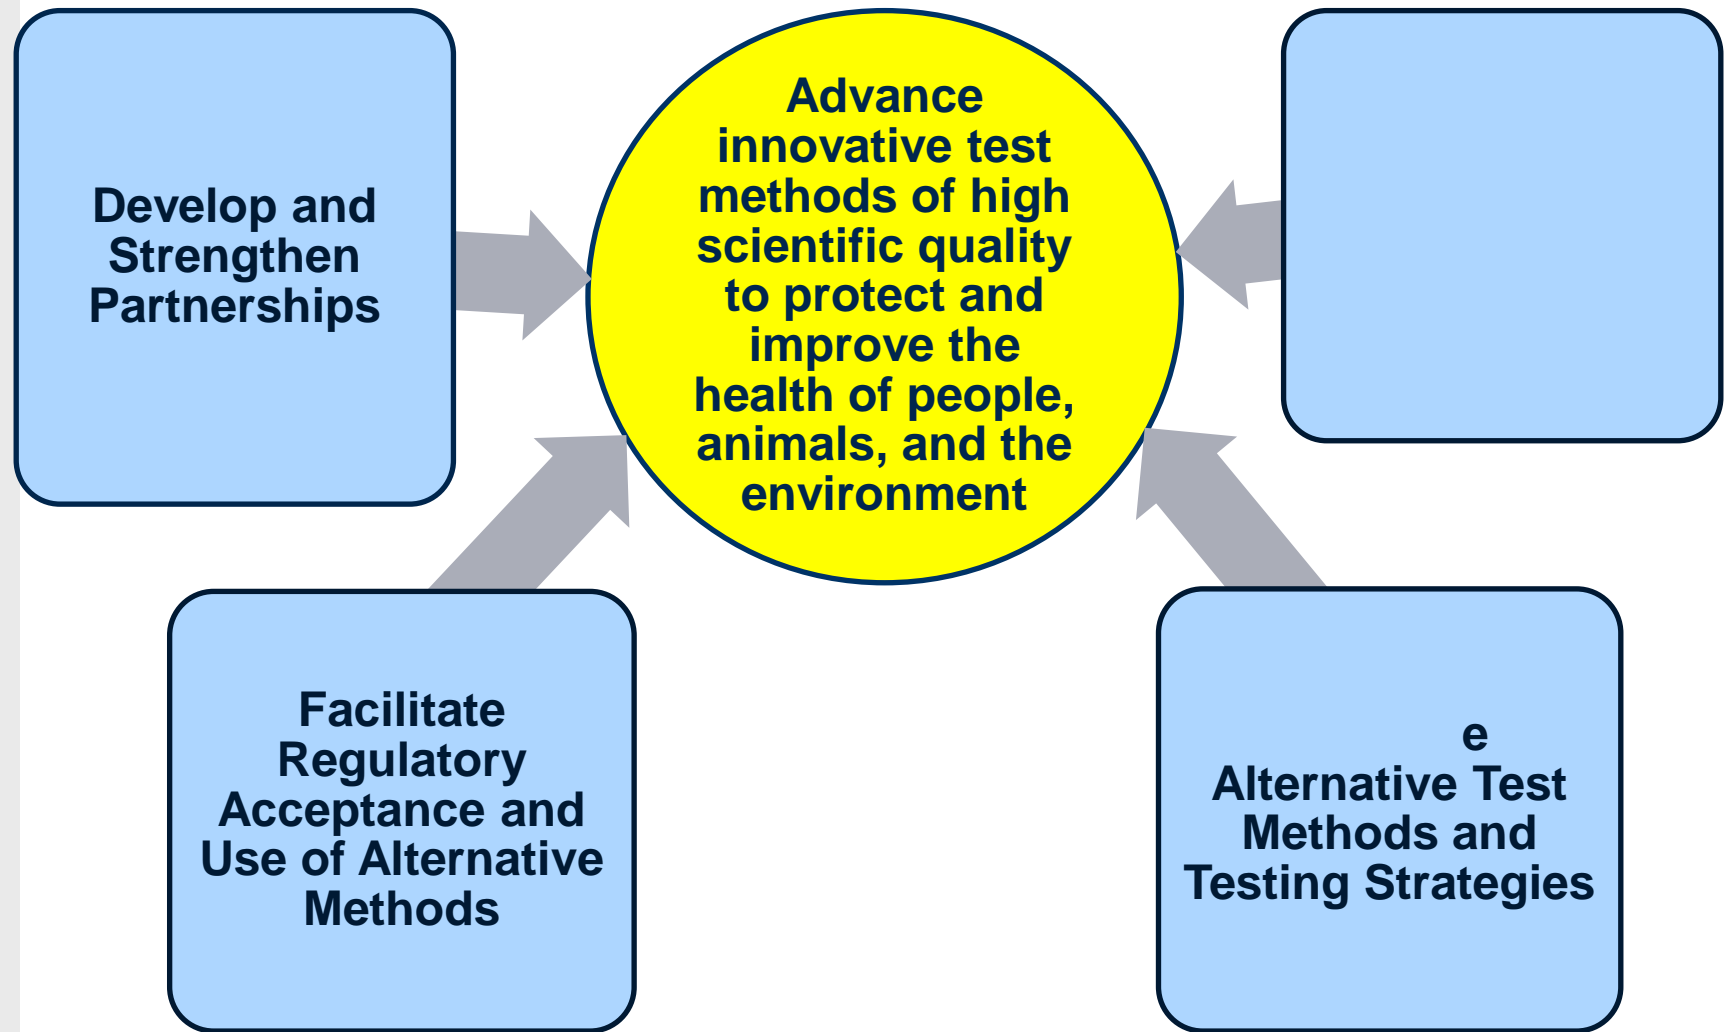 Develop and
Strengthen
Partnerships
Advance
innovative test
methods of high
scientific quality
to protect and
improve the
health of people,
animals, and the
environment
Facilitate
Regulatory
Acceptance and
Use of Alternative
Methods
e
Alternative Test
Methods and
Testing Strategies